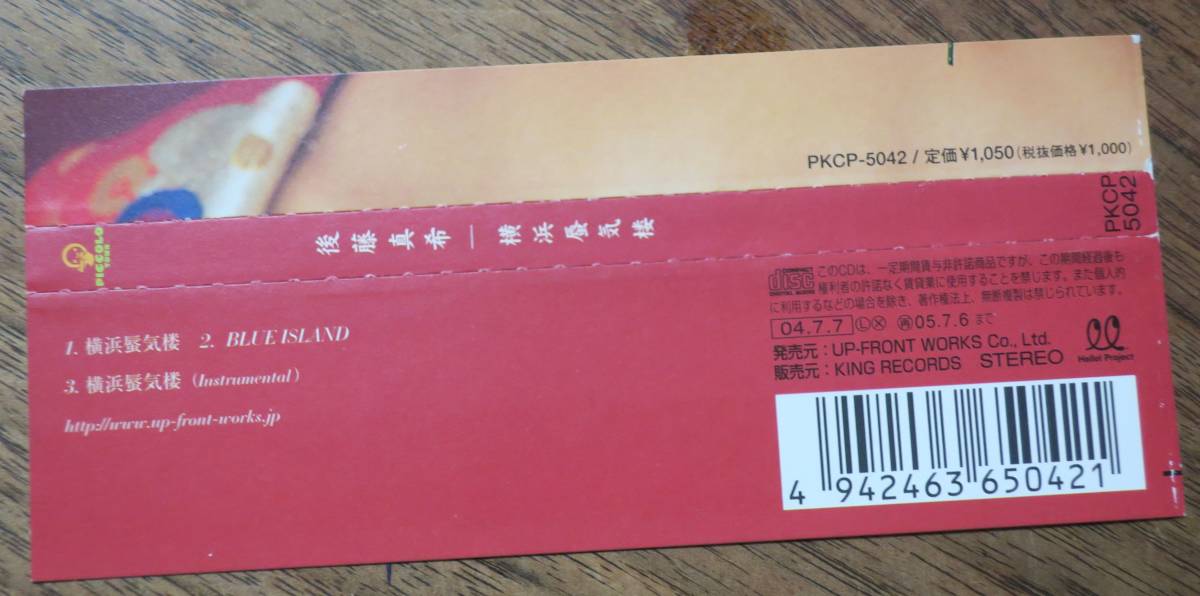 PKCP-5042 / 定価¥1,050(税抜価格¥1,000)
PICCOLO TOWN
後藤真希 — 横浜蜃気楼
PKCP
5042
1. 横浜蜃気楼 2. BLUE ISLAND
3. 横浜蜃気楼 (Instrumental)
http://www.up-front-works.jp
COMPACT disc DIGITAL AUDIO
このCDは、一定期間賃与非許諾商品ですが、この期間経過後も
権利者の許諾なく賃貸業に使用することを禁じます。また個人的
に利用するなどの場合を除き、著作権法上、無断複製は禁じられています。
04.7.7 Ⓛ X 再 05.7.6 まで
発売元:UP-FRONT WORKS Co., Ltd.
販売元:KING RECORDS STEREO
Hello! Project
4 942463 650421